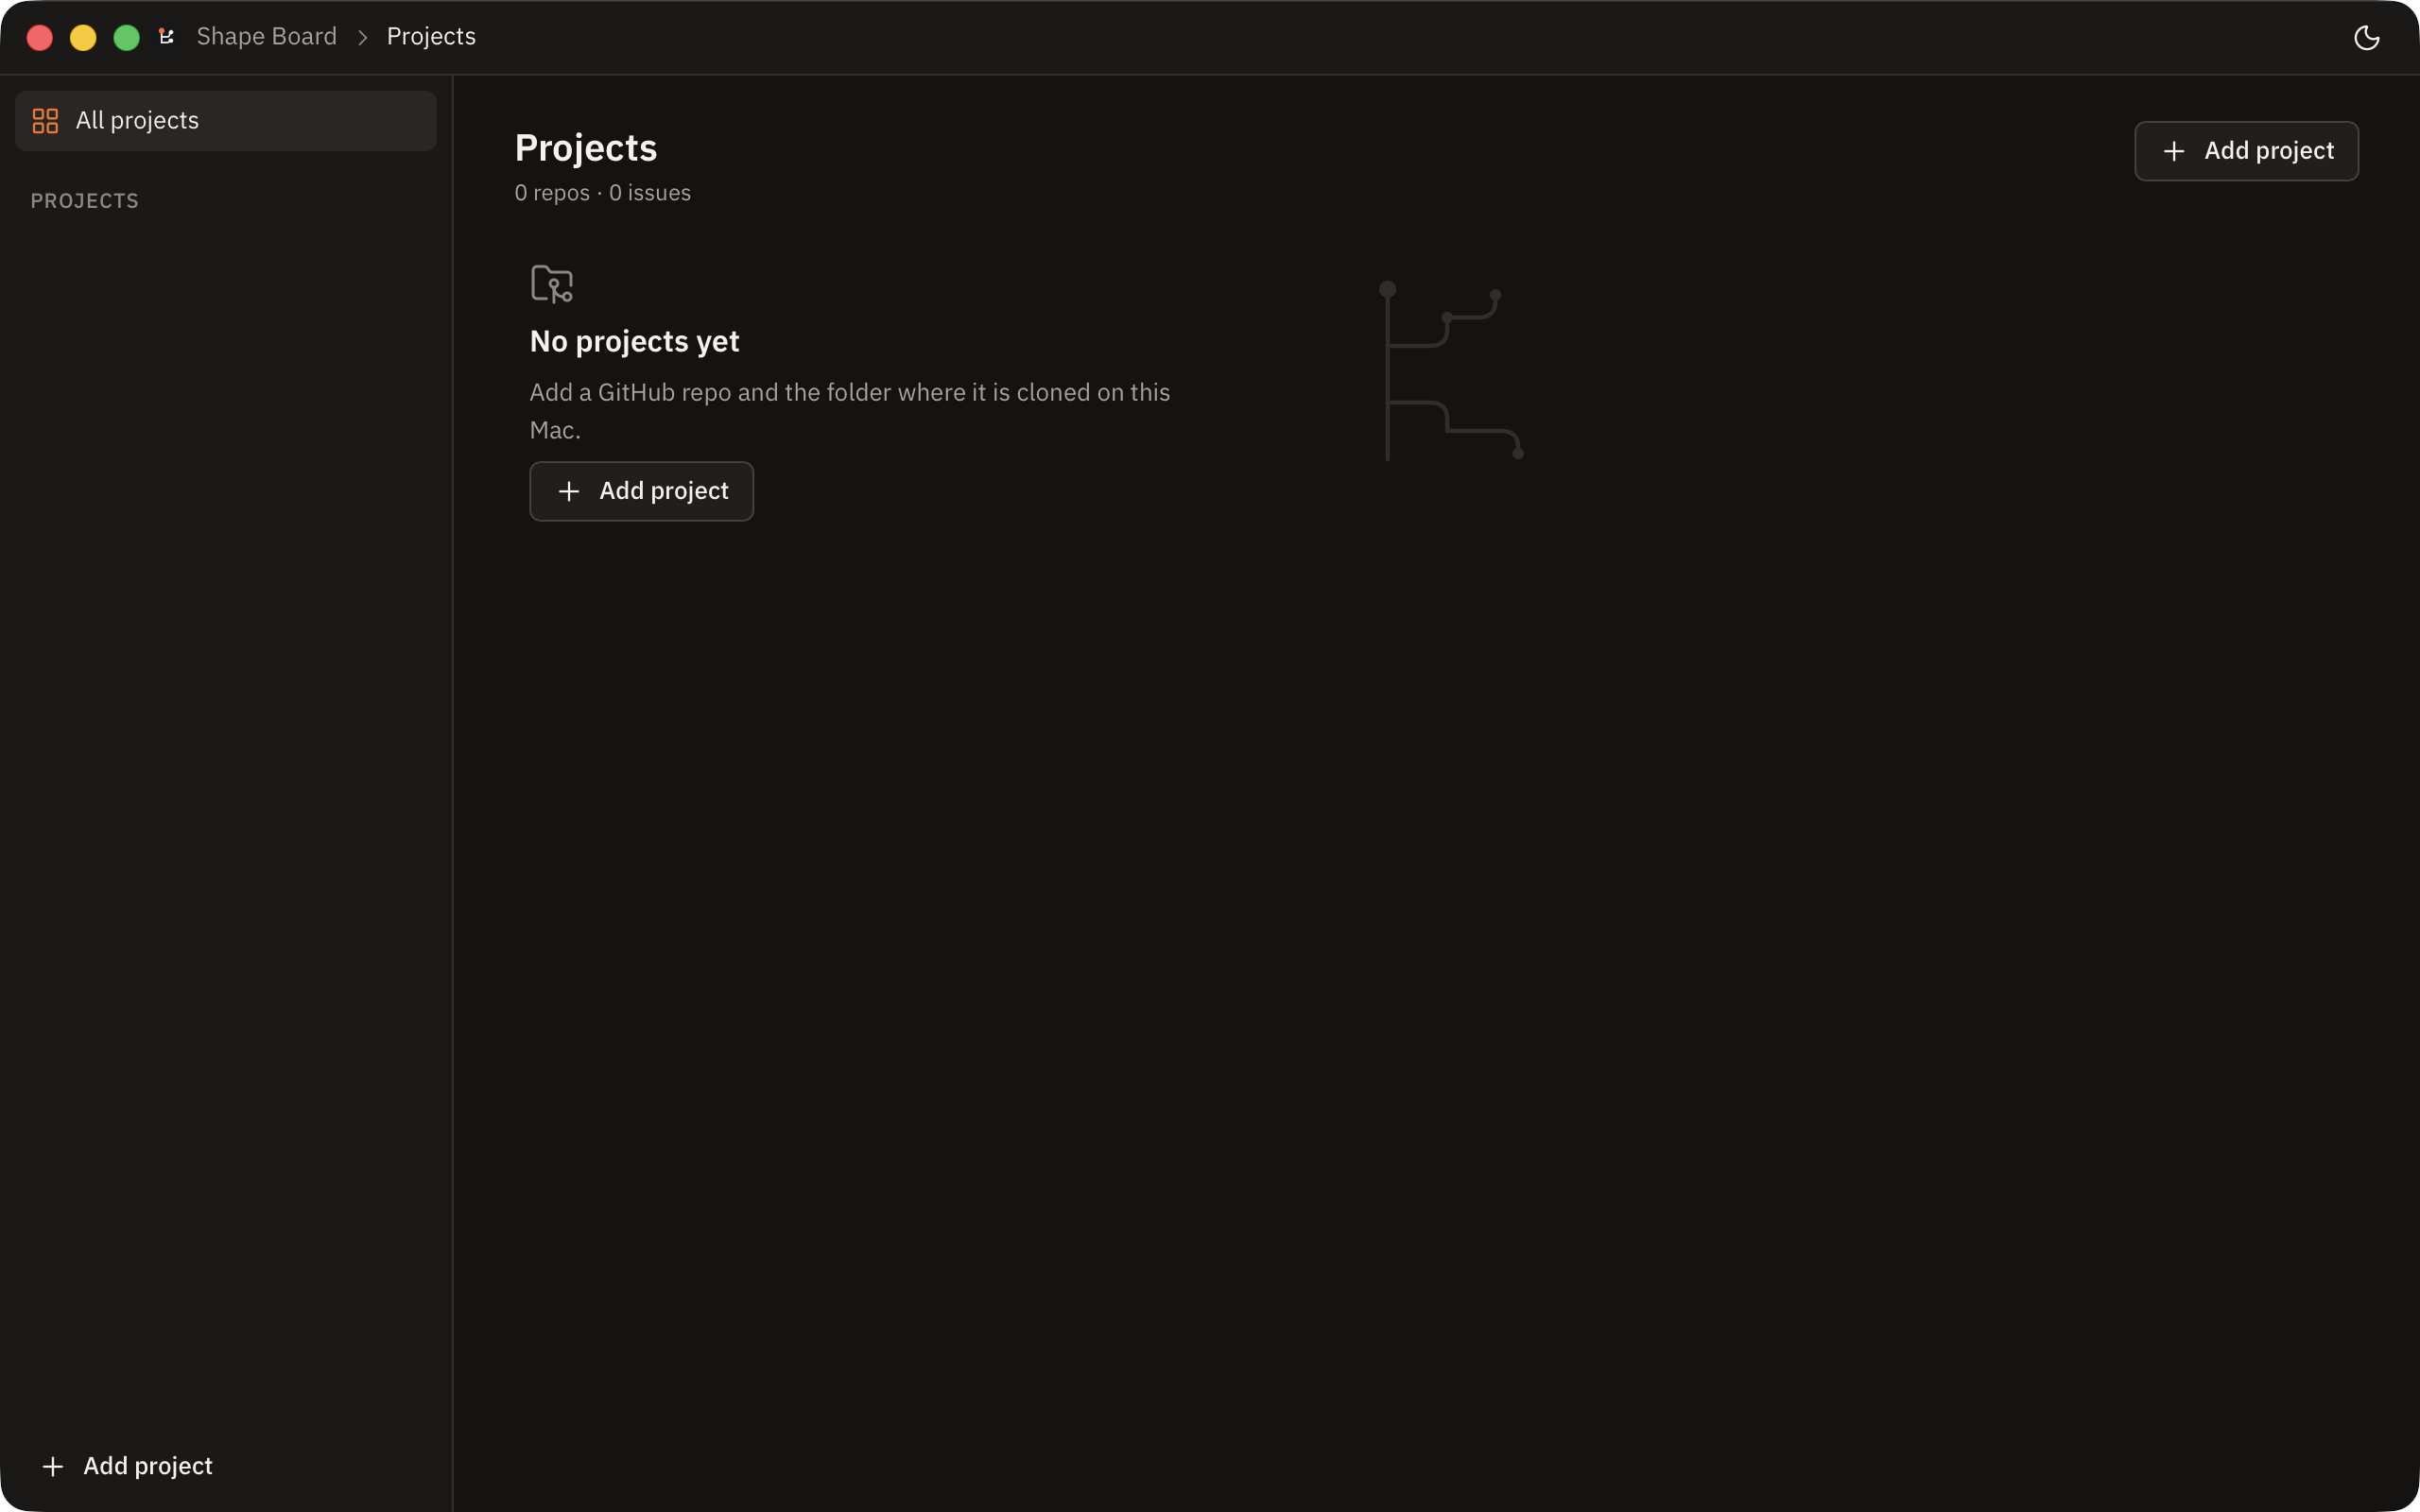 Shape Board > Projects
All projects
PROJECTS
Projects
0 repos · 0 issues
Add project
No projects yet
Add a GitHub repo and the folder where it is cloned on this
Mac.
Add project
Add project